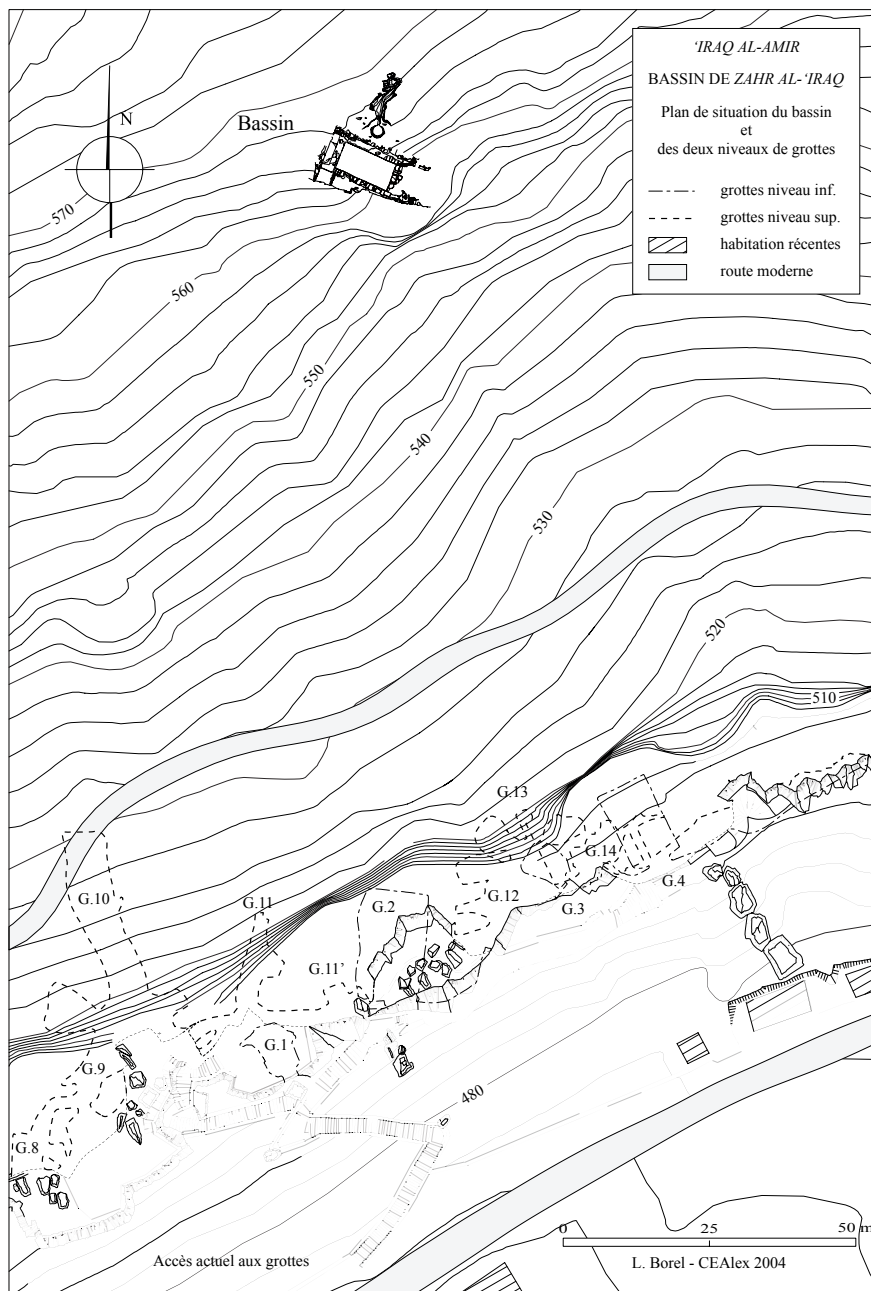 ‘IRAQ AL-AMIR
BASSIN DE ZAHR AL-‘IRAQ
Plan de situation du bassin
et
des deux niveaux de grottes
grottes niveau inf.
grottes niveau sup.
habitation récentes
route moderne
N
Bassin
570
560
550
540
530
520
510
G.13
G.14
G.10
G.11
G.2
G.12
G.3
G.4
G.11’
G.1
G.9
480
G.8
0 25 50 m
Accès actuel aux grottes
L. Borel - CEAlex 2004